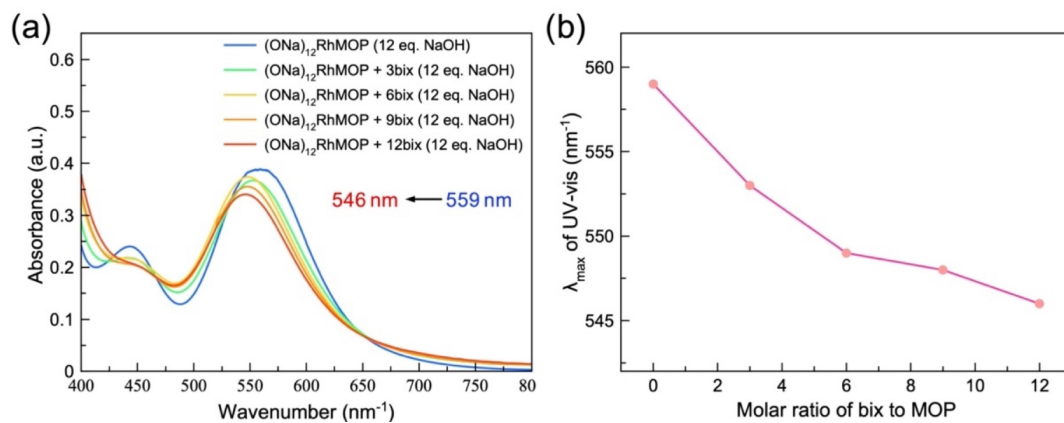 (a)
(ONa)₁₂RhMOP (12 eq. NaOH)
(ONa)₁₂RhMOP + 3bix (12 eq. NaOH)
(ONa)₁₂RhMOP + 6bix (12 eq. NaOH)
(ONa)₁₂RhMOP + 9bix (12 eq. NaOH)
(ONa)₁₂RhMOP + 12bix (12 eq. NaOH)
546 nm 559 nm
Absorbance (a.u.)
0.6
0.5
0.4
0.3
0.2
0.1
0
400 450 500 550 600 650 700 750 80
Wavenumber (nm⁻¹)
(b)
λmax of UV-vis (nm⁻¹)
560
555
550
545
0 2 4 6 8 10 12
Molar ratio of bix to MOP